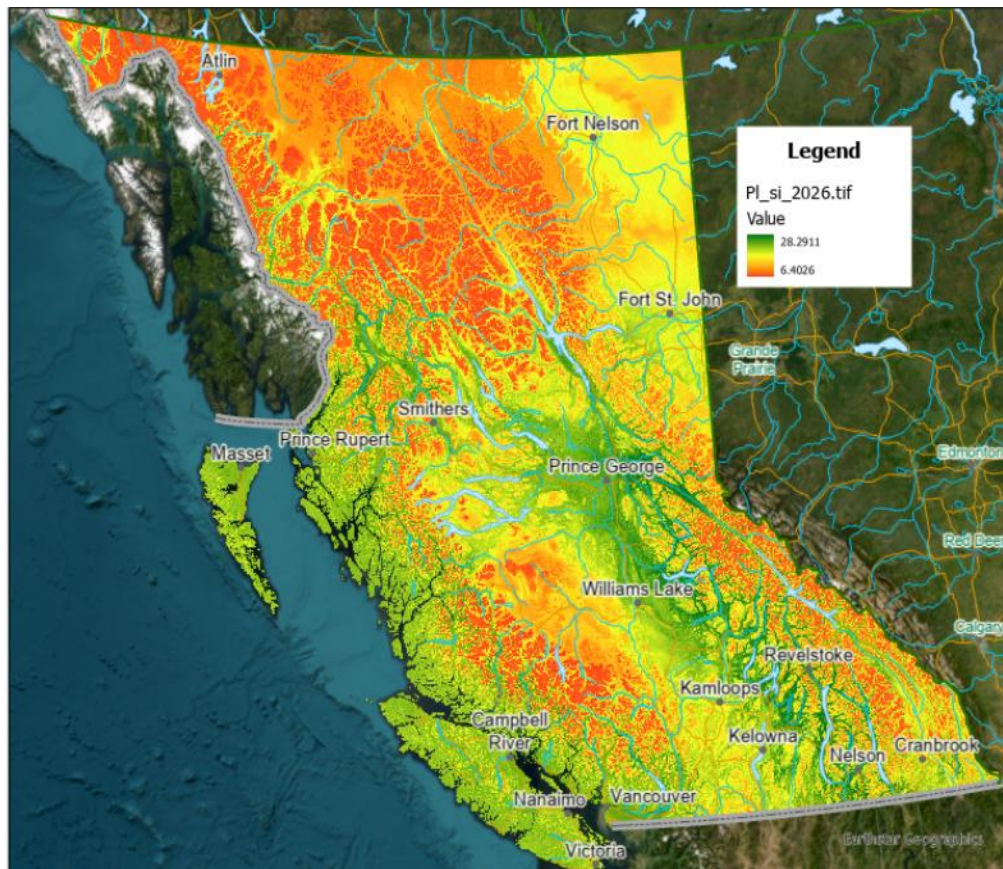 Atlin
Fort Nelson
Legend
Pl_si_2026.tif
Value
28.2911
6.4026
Fort St. John
Grande
Prairie
Smithers
Prince Rupert
Masset
Prince George
Edmonton
Red Deer
Williams Lake
Calgary
Revelstoke
Kamloops
Campbell
River
Kelowna
Cranbrook
Nelson
Nanaimo
Vancouver
Victoria
Earthstar Geographics